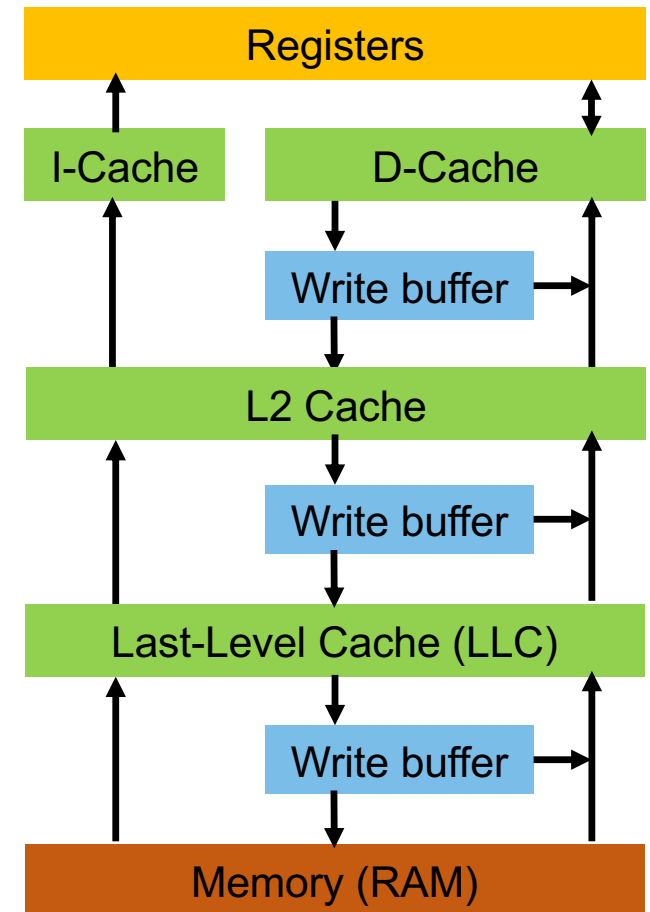 Registers
I-Cache
D-Cache
Write buffer
L2 Cache
Write buffer
Last-Level Cache (LLC)
Write buffer
Memory (RAM)